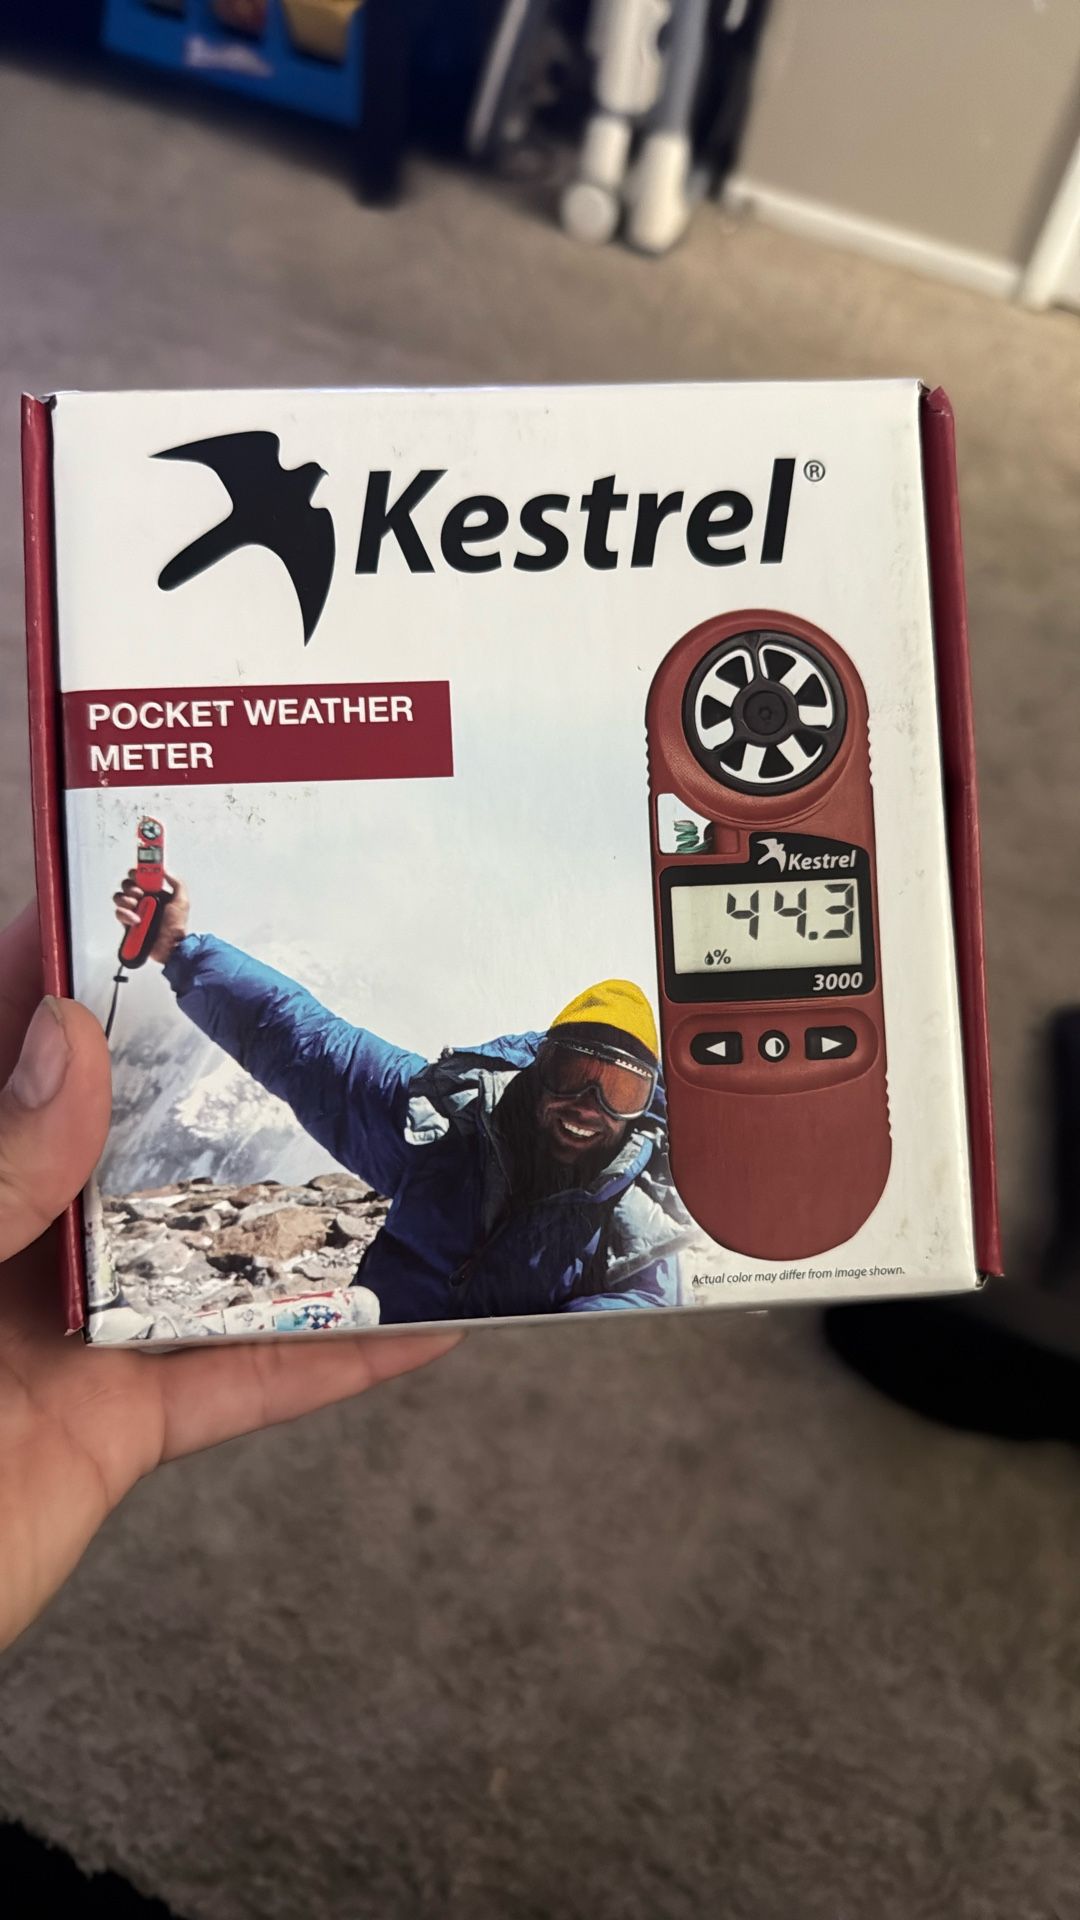 Kestrel®
POCKET WEATHER
METER
Kestrel
44.3
%
3000
Actual color may differ from image shown.